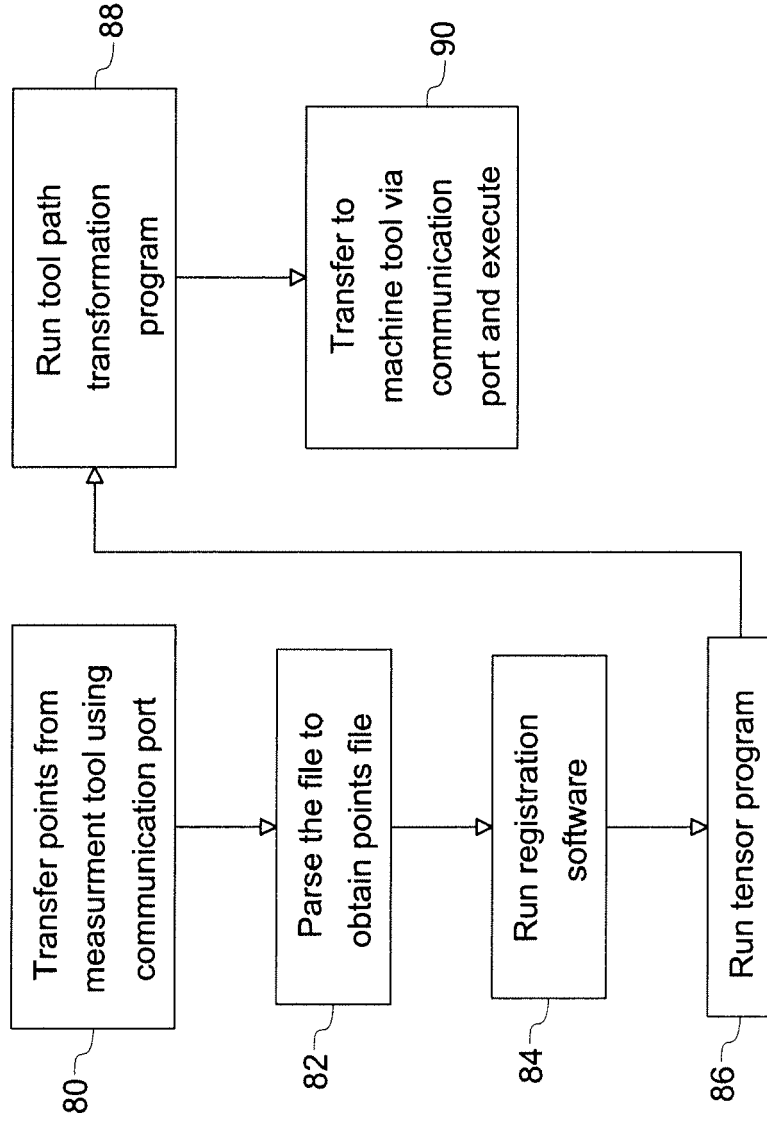 80
Transfer points from
measurment tool using
communication port
82
Parse the file to
obtain points file
84
Run registration
software
86
Run tensor program
88
Run tool path
transformation
program
90
Transfer to
machine tool via
communication
port and execute